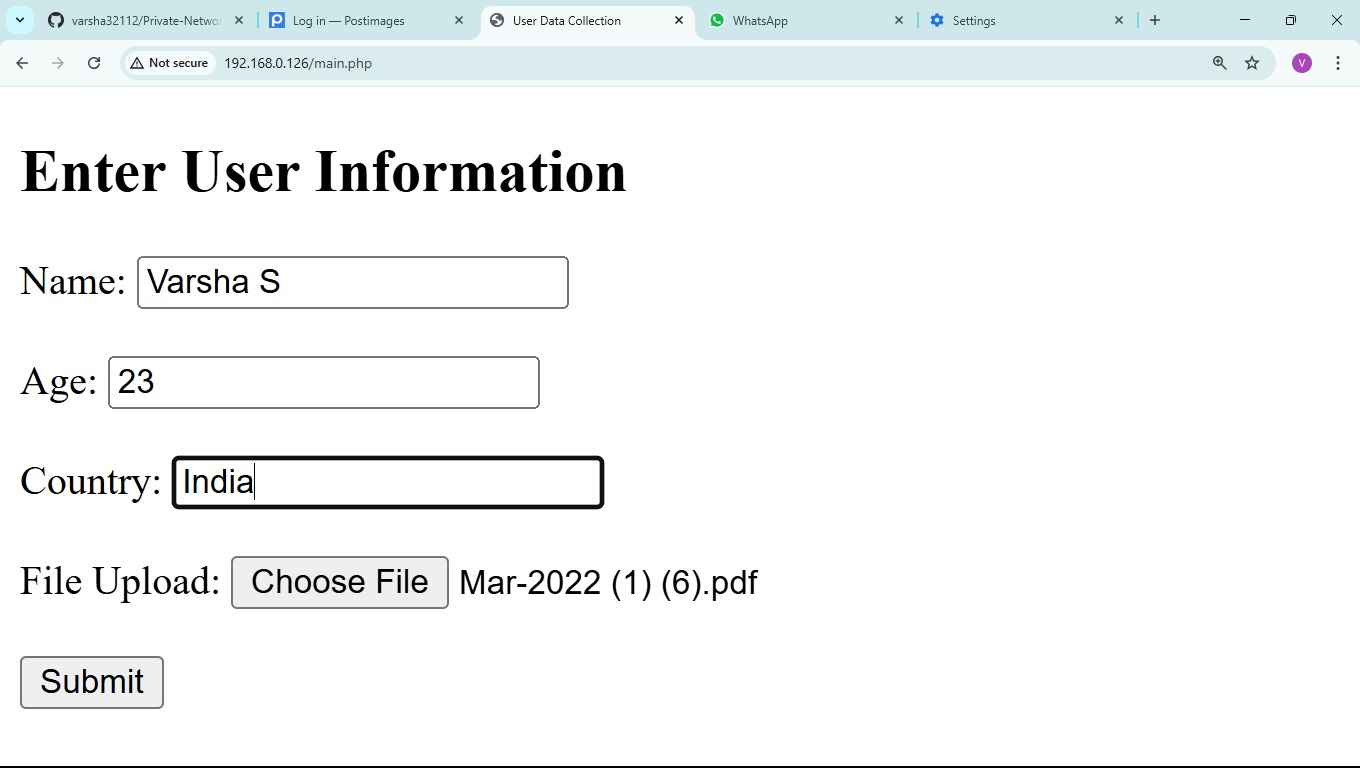 varsha32112/Private-Networ
Log in — Postimages
User Data Collection
WhatsApp
Settings
Not secure
192.168.0.126/main.php
V
Enter User Information
Name: Varsha S
Age: 23
Country: India
File Upload: Choose File Mar-2022 (1) (6).pdf
Submit